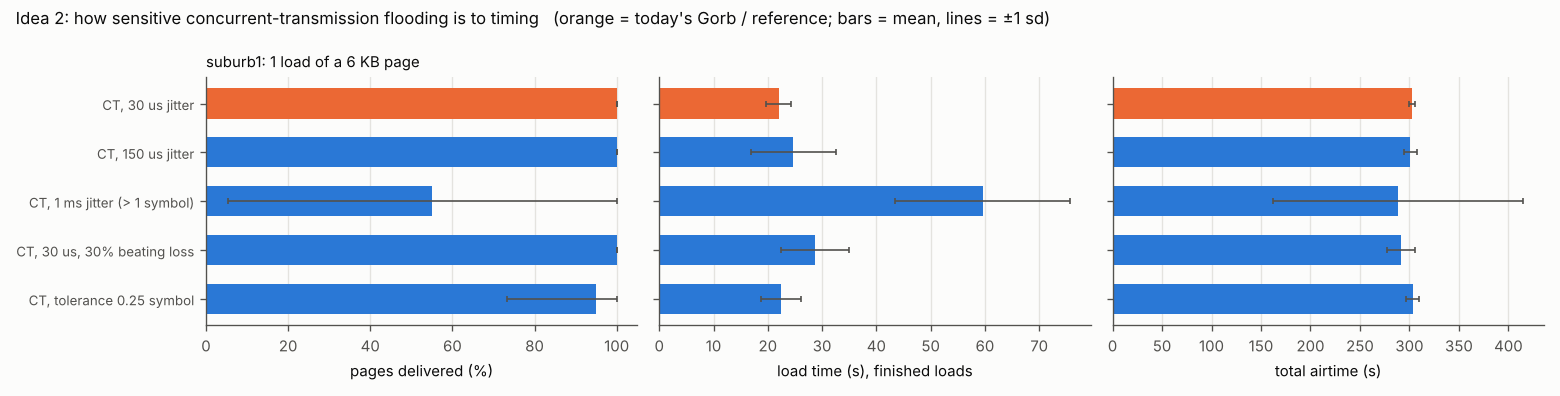 Idea 2: how sensitive concurrent-transmission flooding is to timing   (orange = today's Gorb / reference; bars = mean, lines = ±1 sd)
suburb1: 1 load of a 6 KB page
CT, 30 us jitter
CT, 150 us jitter
CT, 1 ms jitter (> 1 symbol)
CT, 30 us, 30% beating loss
CT, tolerance 0.25 symbol
0 20 40 60 80 100
pages delivered (%)
0 10 20 30 40 50 60 70
load time (s), finished loads
0 50 100 150 200 250 300 350 400
total airtime (s)